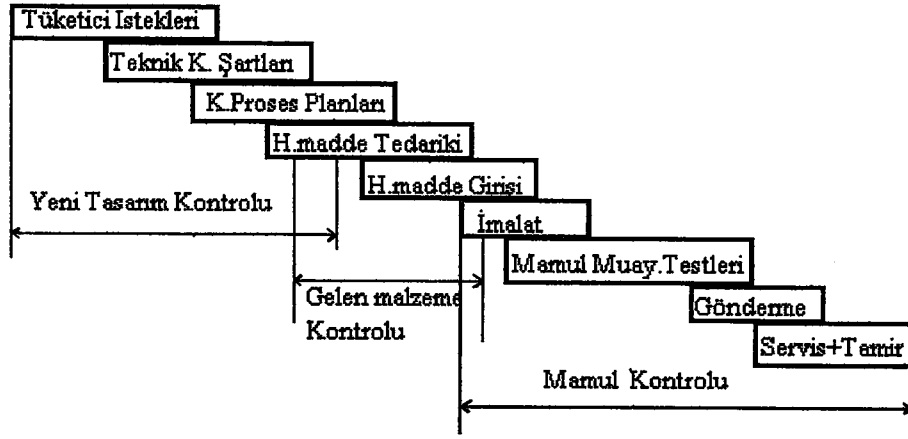 Tüketici Istekleri
Teknik K. Şartları
K.Proses Planları
H.madde Tedariki
H.madde Girişi
Yeni Tasarım Kontrolu
İmalat
Mamul Muay.Testleri
Gelen malzeme
Kontrolu
Gönderme
Servis+Tamir
Mamul Kontrolu